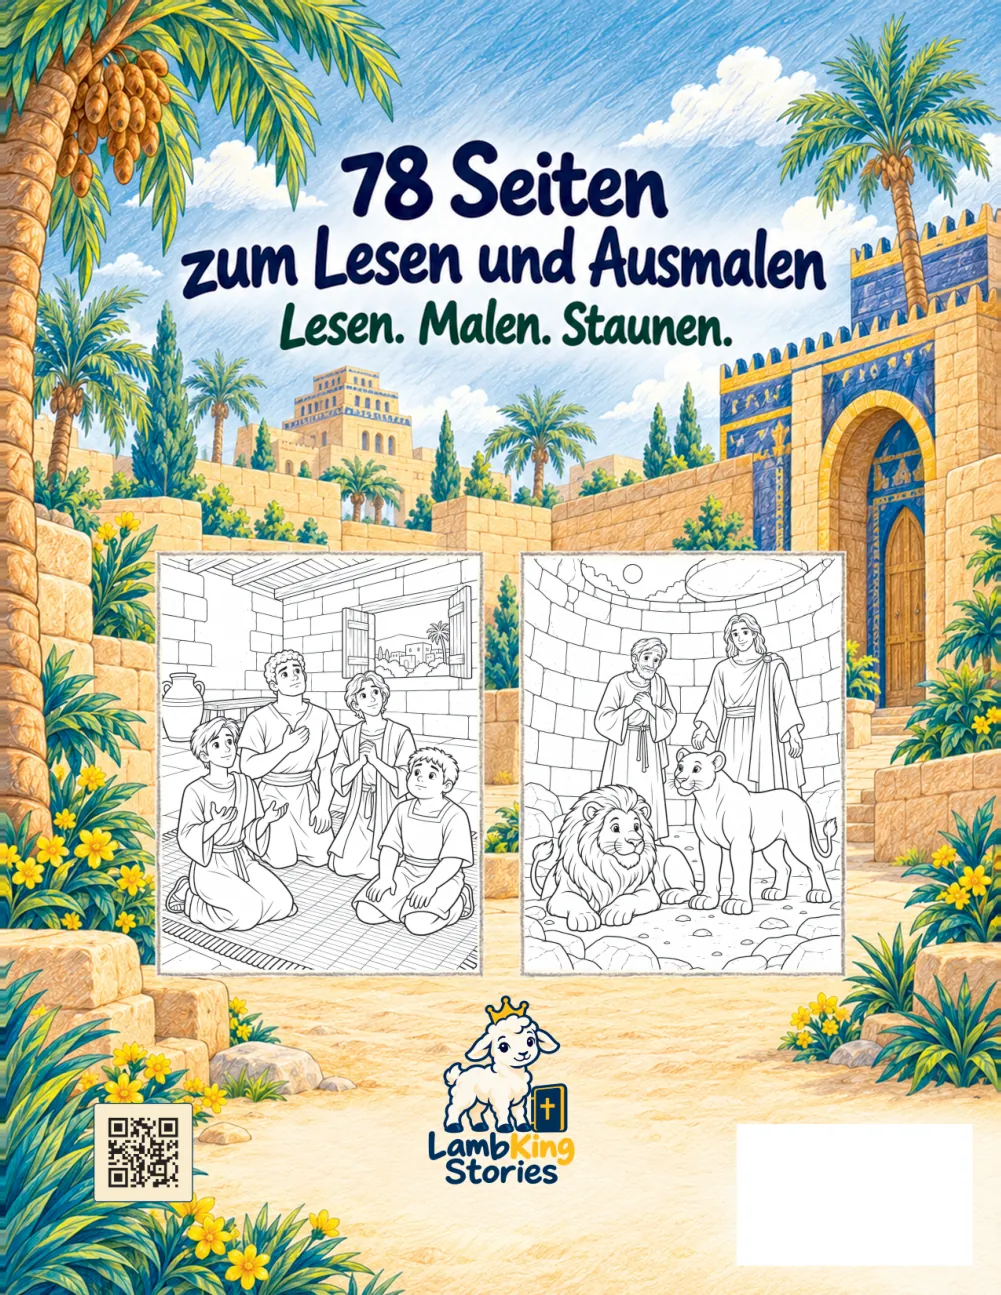 78 Seiten
zum Lesen und Ausmalen
Lesen. Malen. Staunen.
LambKing
Stories